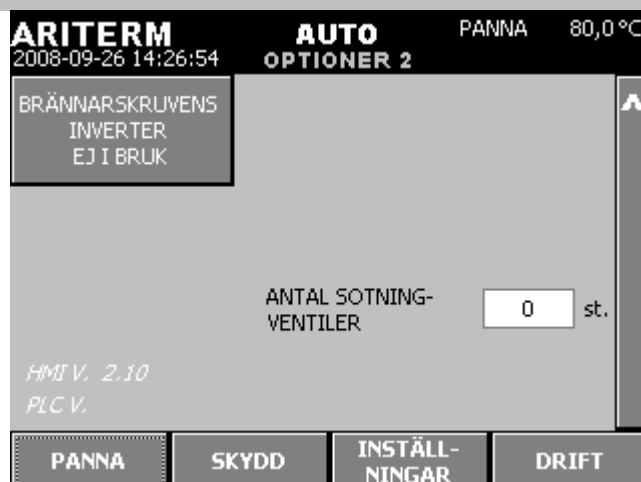 ARITERM
AUTO
PANNA 80,0 °C
2008-09-26 14:26:54
OPTIONER 2
BRÄNNARSKRUVENS
INVERTER
EJ I BRUK
ANTAL SOTNING-
VENTILER
0 st.
HMI V. 2.10
PLC V.
PANNA
SKYDD
INSTÄLL-
NINGAR
DRIFT